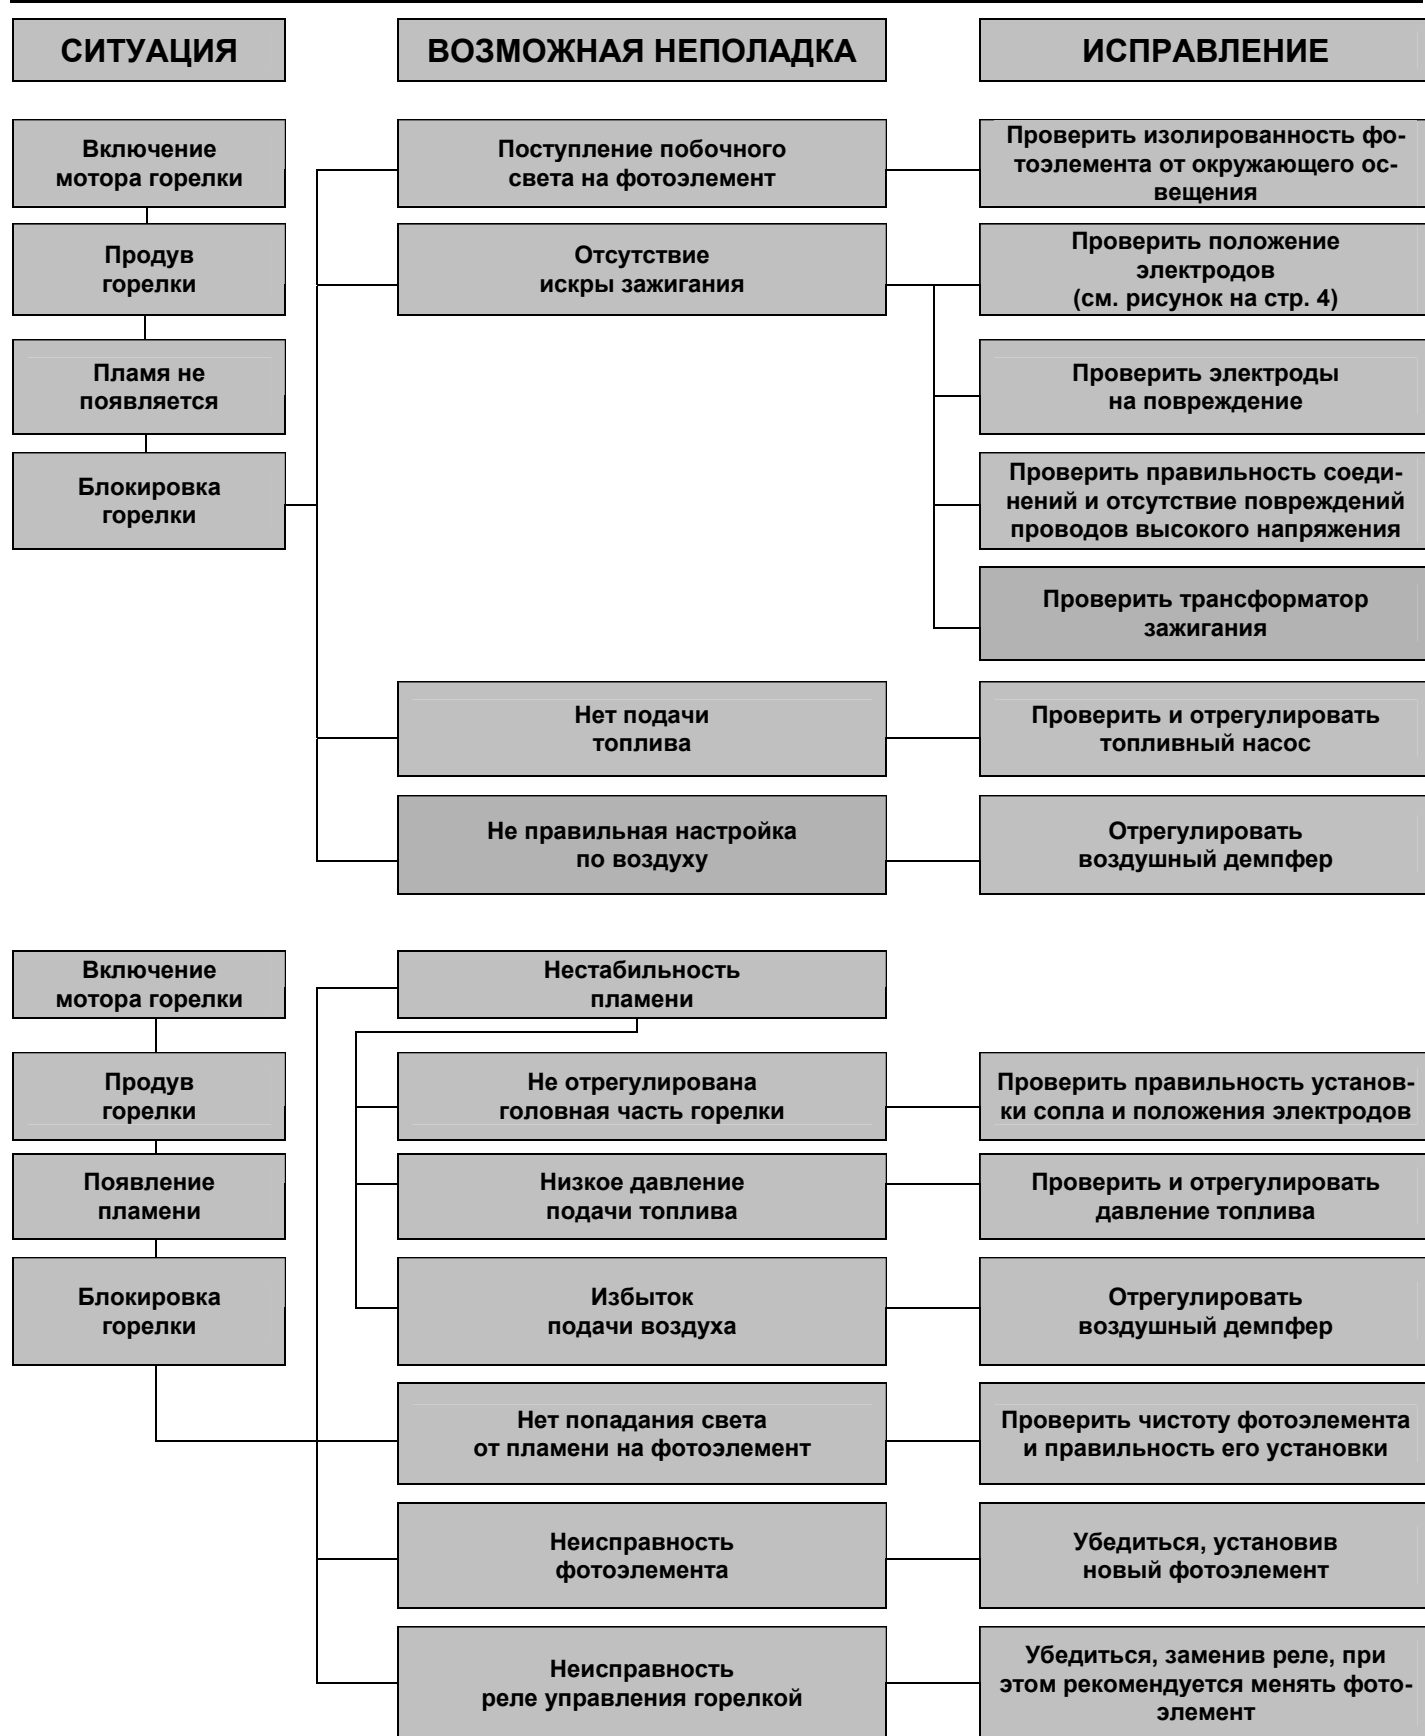 СИТУАЦИЯ
ВОЗМОЖНАЯ НЕПОЛАДКА
ИСПРАВЛЕНИЕ
Включение
мотора горелки
Поступление побочного
света на фотоэлемент
Проверить изолированность фо-
тоэлемента от окружающего ос-
вещения
Продув
горелки
Отсутствие
искры зажигания
Проверить положение
электродов
(см. рисунок на стр. 4)
Пламя не
появляется
Проверить электроды
на повреждение
Блокировка
горелки
Проверить правильность соеди-
нений и отсутствие повреждений
проводов высокого напряжения
Проверить трансформатор
зажигания
Нет подачи
топлива
Проверить и отрегулировать
топливный насос
Не правильная настройка
по воздуху
Отрегулировать
воздушный демпфер
Включение
мотора горелки
Нестабильность
пламени
Продув
горелки
Не отрегулирована
головная часть горелки
Проверить правильность установ-
ки сопла и положения электродов
Появление
пламени
Низкое давление
подачи топлива
Проверить и отрегулировать
давление топлива
Блокировка
горелки
Избыток
подачи воздуха
Отрегулировать
воздушный демпфер
Нет попадания света
от пламени на фотоэлемент
Проверить чистоту фотоэлемента
и правильность его установки
Неисправность
фотоэлемента
Убедиться, установив
новый фотоэлемент
Неисправность
реле управления горелкой
Убедиться, заменив реле, при
этом рекомендуется менять фото-
элемент